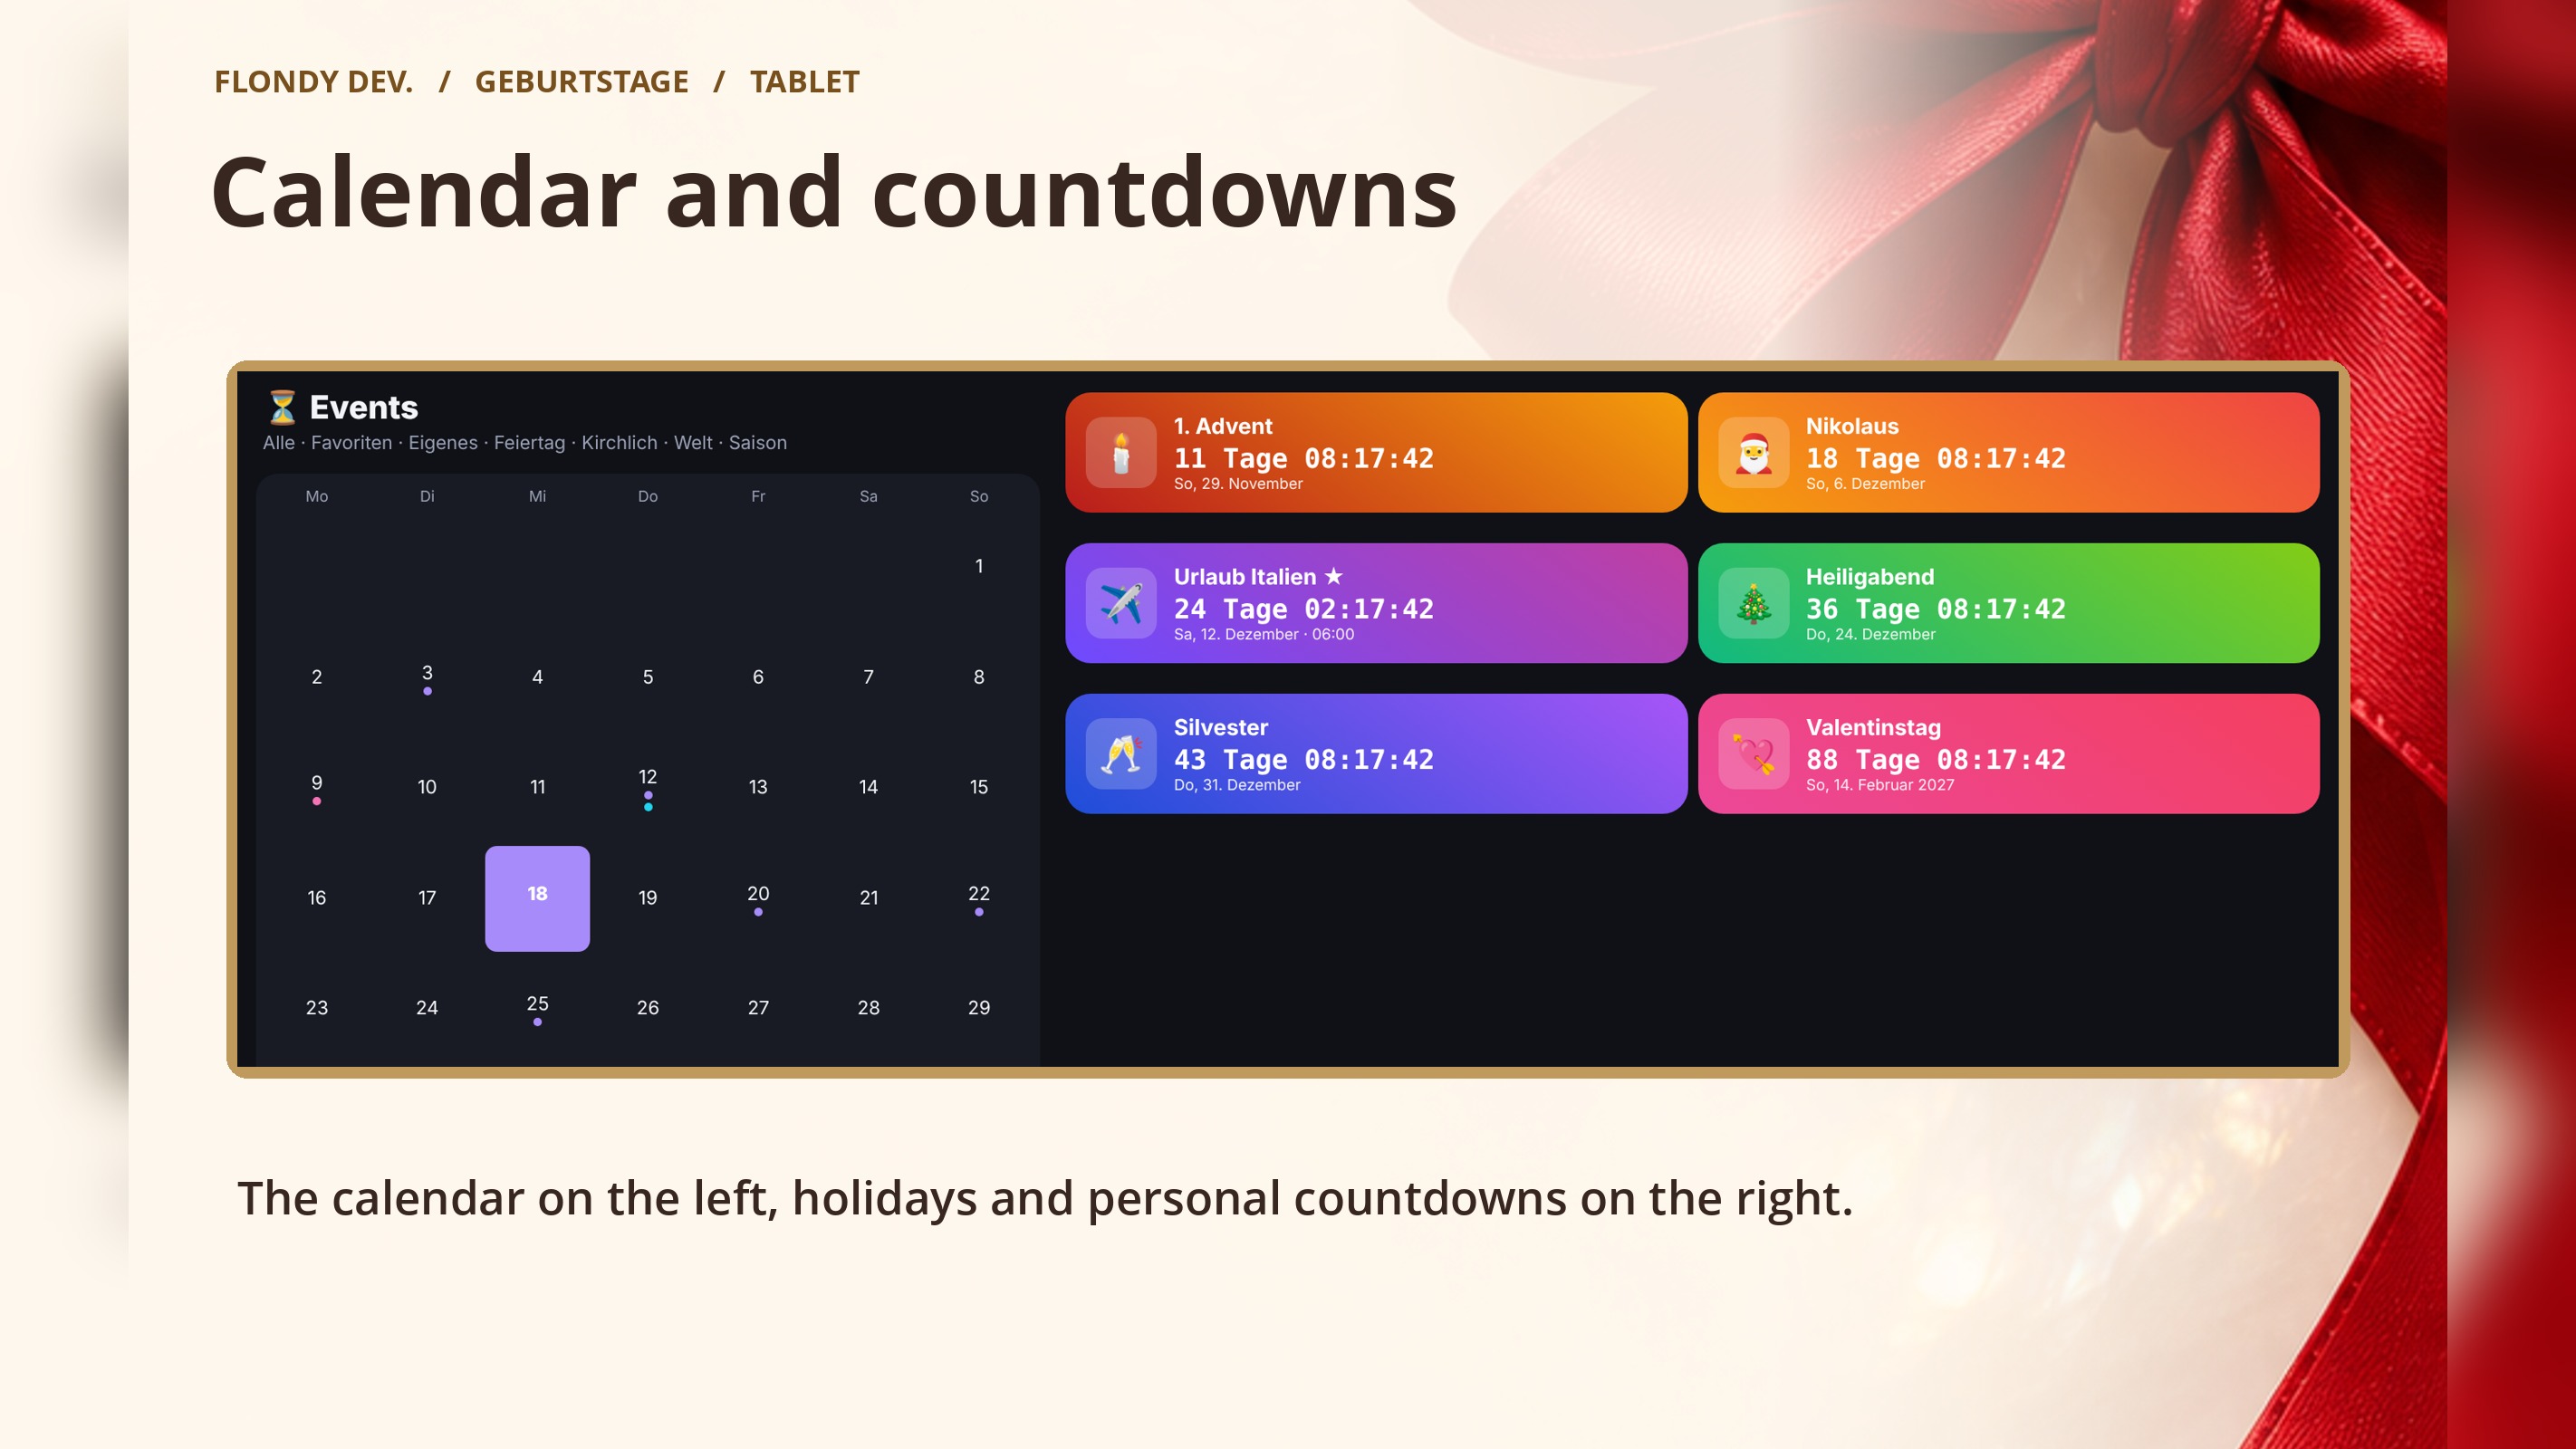 FLONDY DEV. / GEBURTSTAGE / TABLET
Calendar and countdowns
Events
Alle · Favoriten · Eigenes · Feiertag · Kirchlich · Welt · Saison
Mo Di Mi Do Fr Sa So
1
2 3 4 5 6 7 8
9 10 11 12 13 14 15
16 17 18 19 20 21 22
23 24 25 26 27 28 29
1. Advent
11 Tage 08:17:42
So, 29. November
Nikolaus
18 Tage 08:17:42
So, 6. Dezember
Urlaub Italien ★
24 Tage 02:17:42
Sa, 12. Dezember · 06:00
Heiligabend
36 Tage 08:17:42
Do, 24. Dezember
Silvester
43 Tage 08:17:42
Do, 31. Dezember
Valentinstag
88 Tage 08:17:42
So, 14. Februar 2027
The calendar on the left, holidays and personal countdowns on the right.